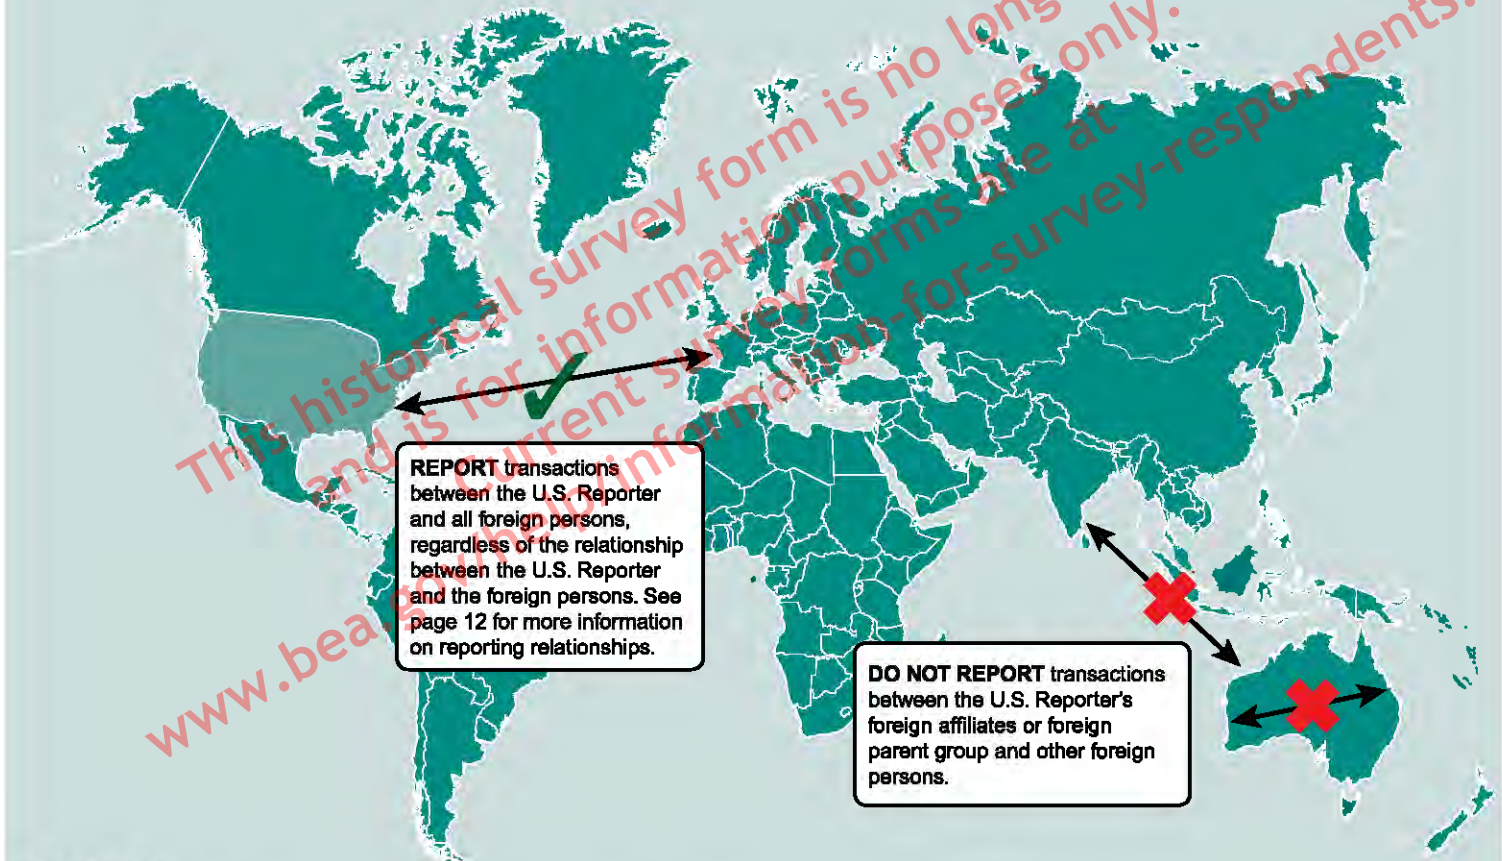 This historical survey form is no long
and is for information purposes only.
Current survey forms are at
www.bea.gov/help/information-for-survey-respondents.
REPORT transactions
between the U.S. Reporter
and all foreign persons,
regardless of the relationship
between the U.S. Reporter
and the foreign persons. See
page 12 for more information
on reporting relationships.
DO NOT REPORT transactions
between the U.S. Reporter's
foreign affiliates or foreign
parent group and other foreign
persons.